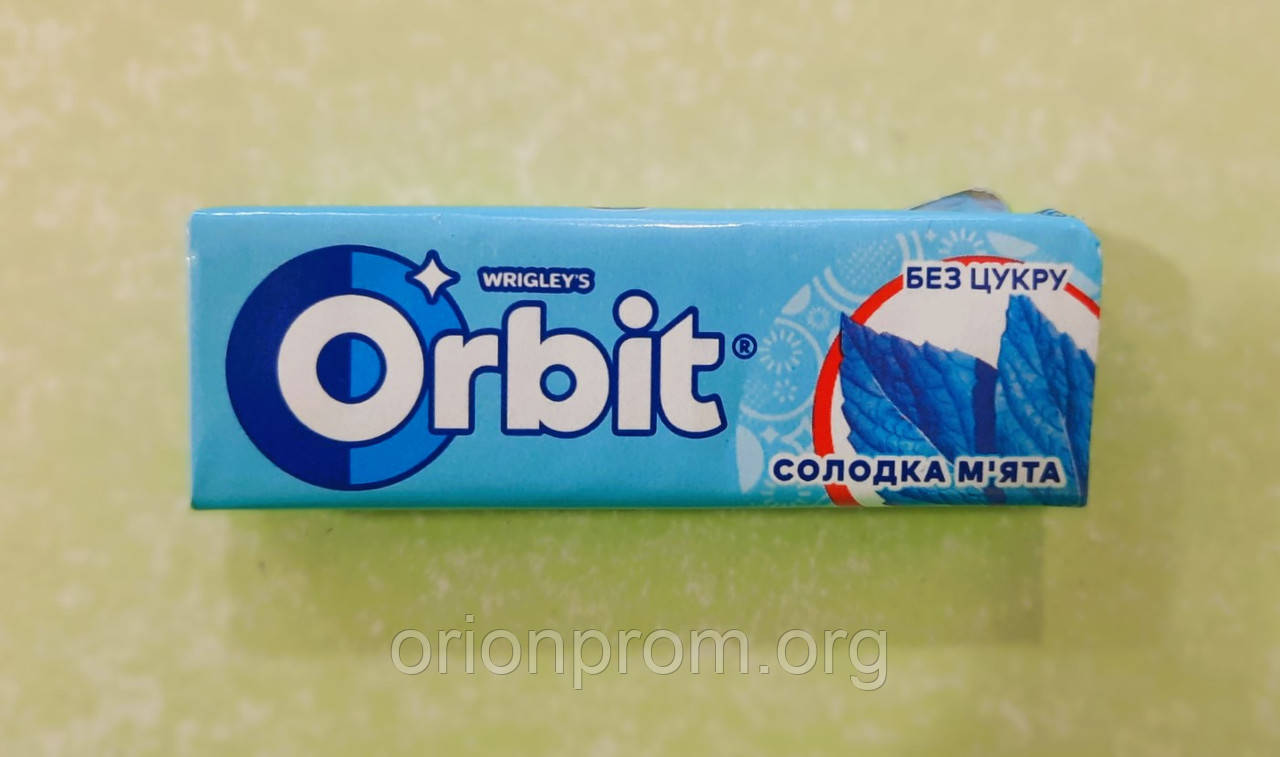 WRIGLEY'S
Orbit®
БЕЗ ЦУКРУ
СОЛОДКА М'ЯТА
orionprom.org